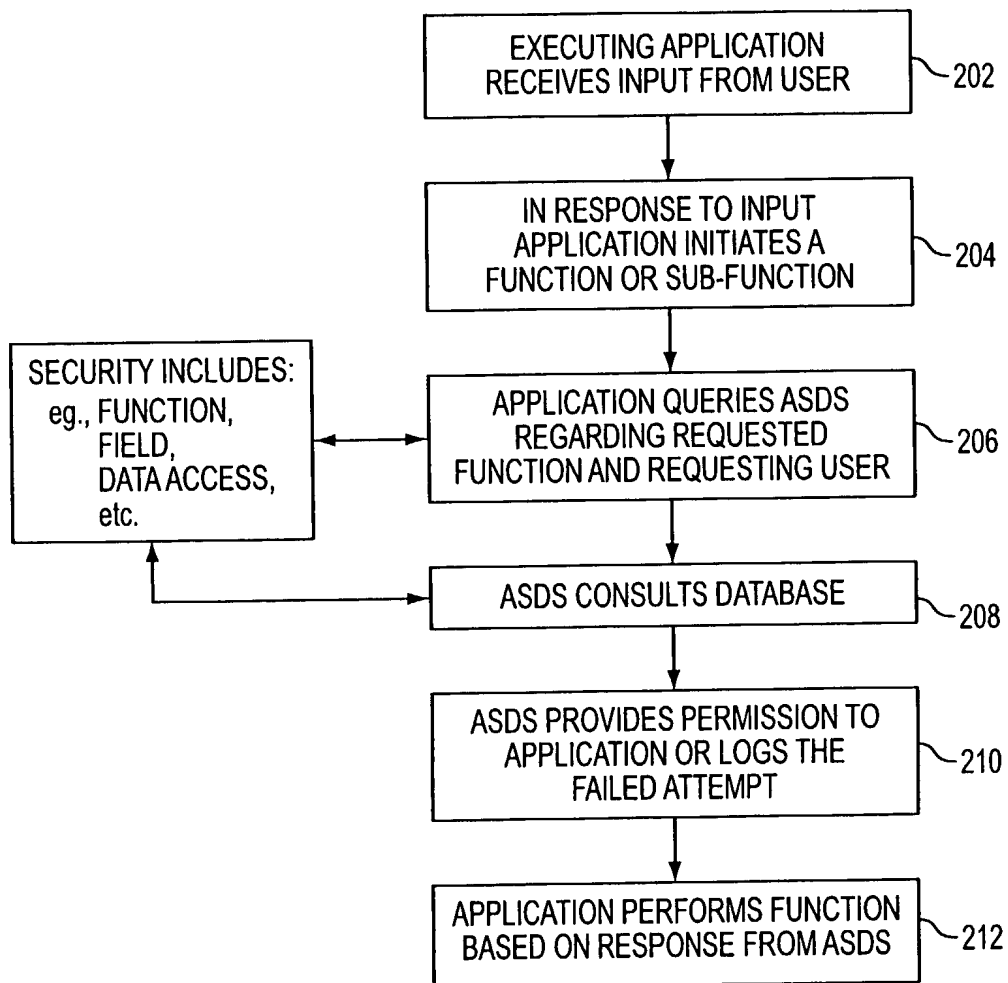 EXECUTING APPLICATION
RECEIVES INPUT FROM USER
202
IN RESPONSE TO INPUT
APPLICATION INITIATES A
FUNCTION OR SUB-FUNCTION
204
SECURITY INCLUDES:
eg., FUNCTION,
FIELD,
DATA ACCESS,
etc.
APPLICATION QUERIES ASDS
REGARDING REQUESTED
FUNCTION AND REQUESTING USER
206
ASDS CONSULTS DATABASE
208
ASDS PROVIDES PERMISSION TO
APPLICATION OR LOGS THE
FAILED ATTEMPT
210
APPLICATION PERFORMS FUNCTION
BASED ON RESPONSE FROM ASDS
212